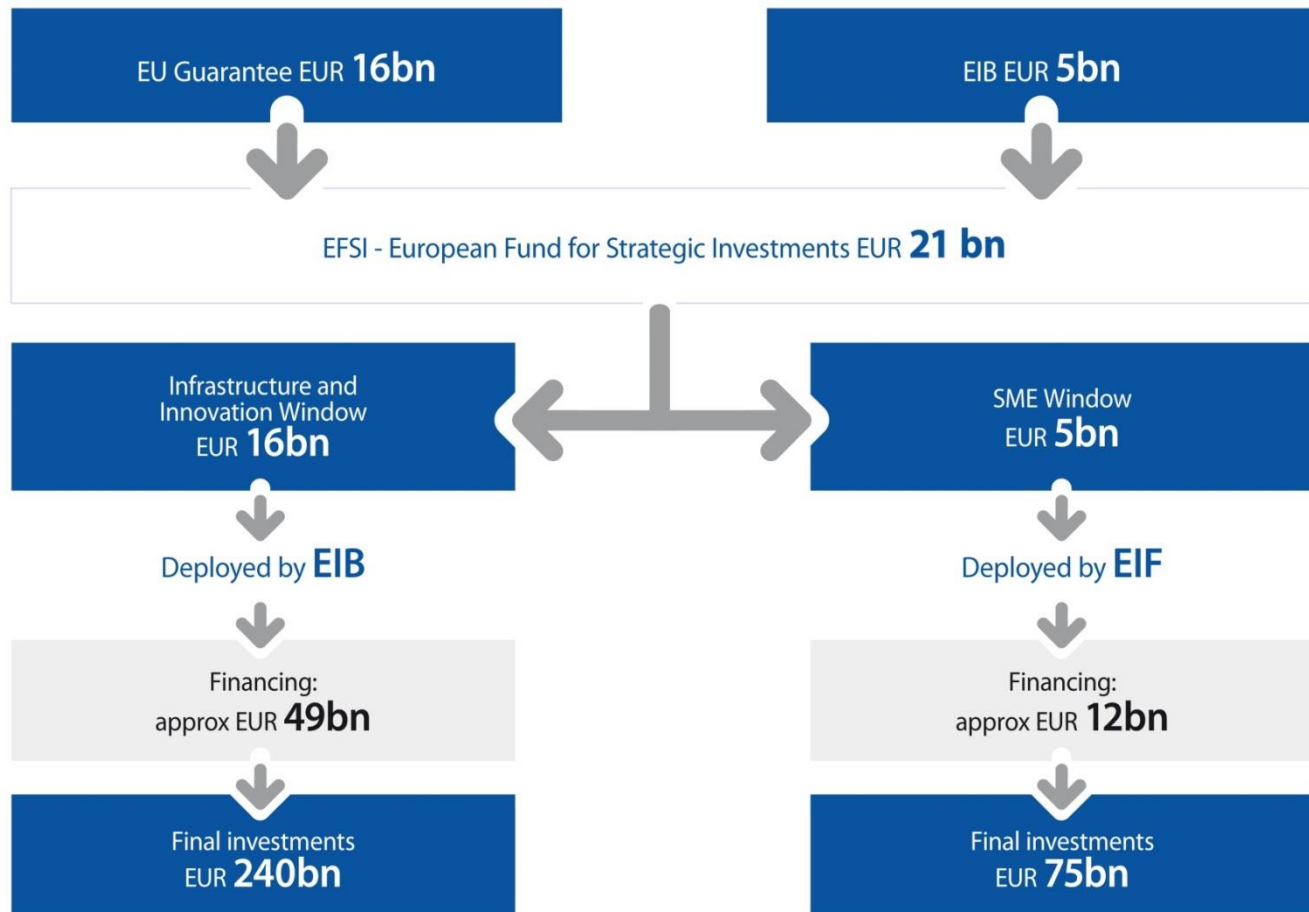 EU Guarantee EUR 16bn
EIB EUR 5bn
EFSI - European Fund for Strategic Investments EUR 21 bn
Infrastructure and
Innovation Window
EUR 16bn
SME Window
EUR 5bn
Deployed by EIB
Deployed by EIF
Financing:
approx EUR 49bn
Financing:
approx EUR 12bn
Final investments
EUR 240bn
Final investments
EUR 75bn